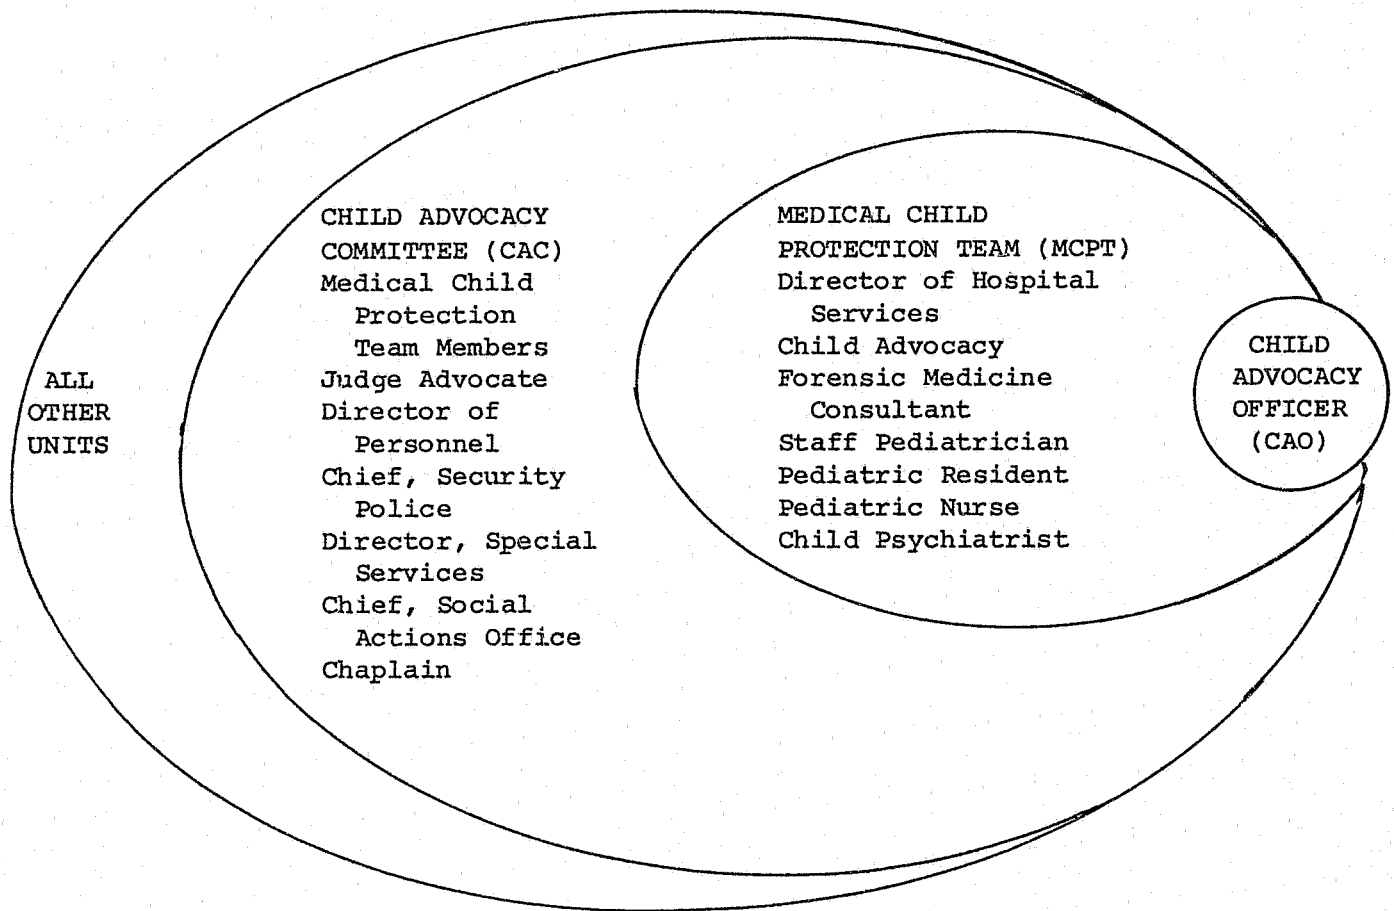 ALL
OTHER
UNITS
CHILD ADVOCACY
COMMITTEE (CAC)
Medical Child
Protection
Team Members
Judge Advocate
Director of
Personnel
Chief, Security
Police
Director, Special
Services
Chief, Social
Actions Office
Chaplain
MEDICAL CHILD
PROTECTION TEAM (MCPT)
Director of Hospital
Services
Child Advocacy
Forensic Medicine
Consultant
Staff Pediatrician
Pediatric Resident
Pediatric Nurse
Child Psychiatrist
CHILD
ADVOCACY
OFFICER
(CAO)